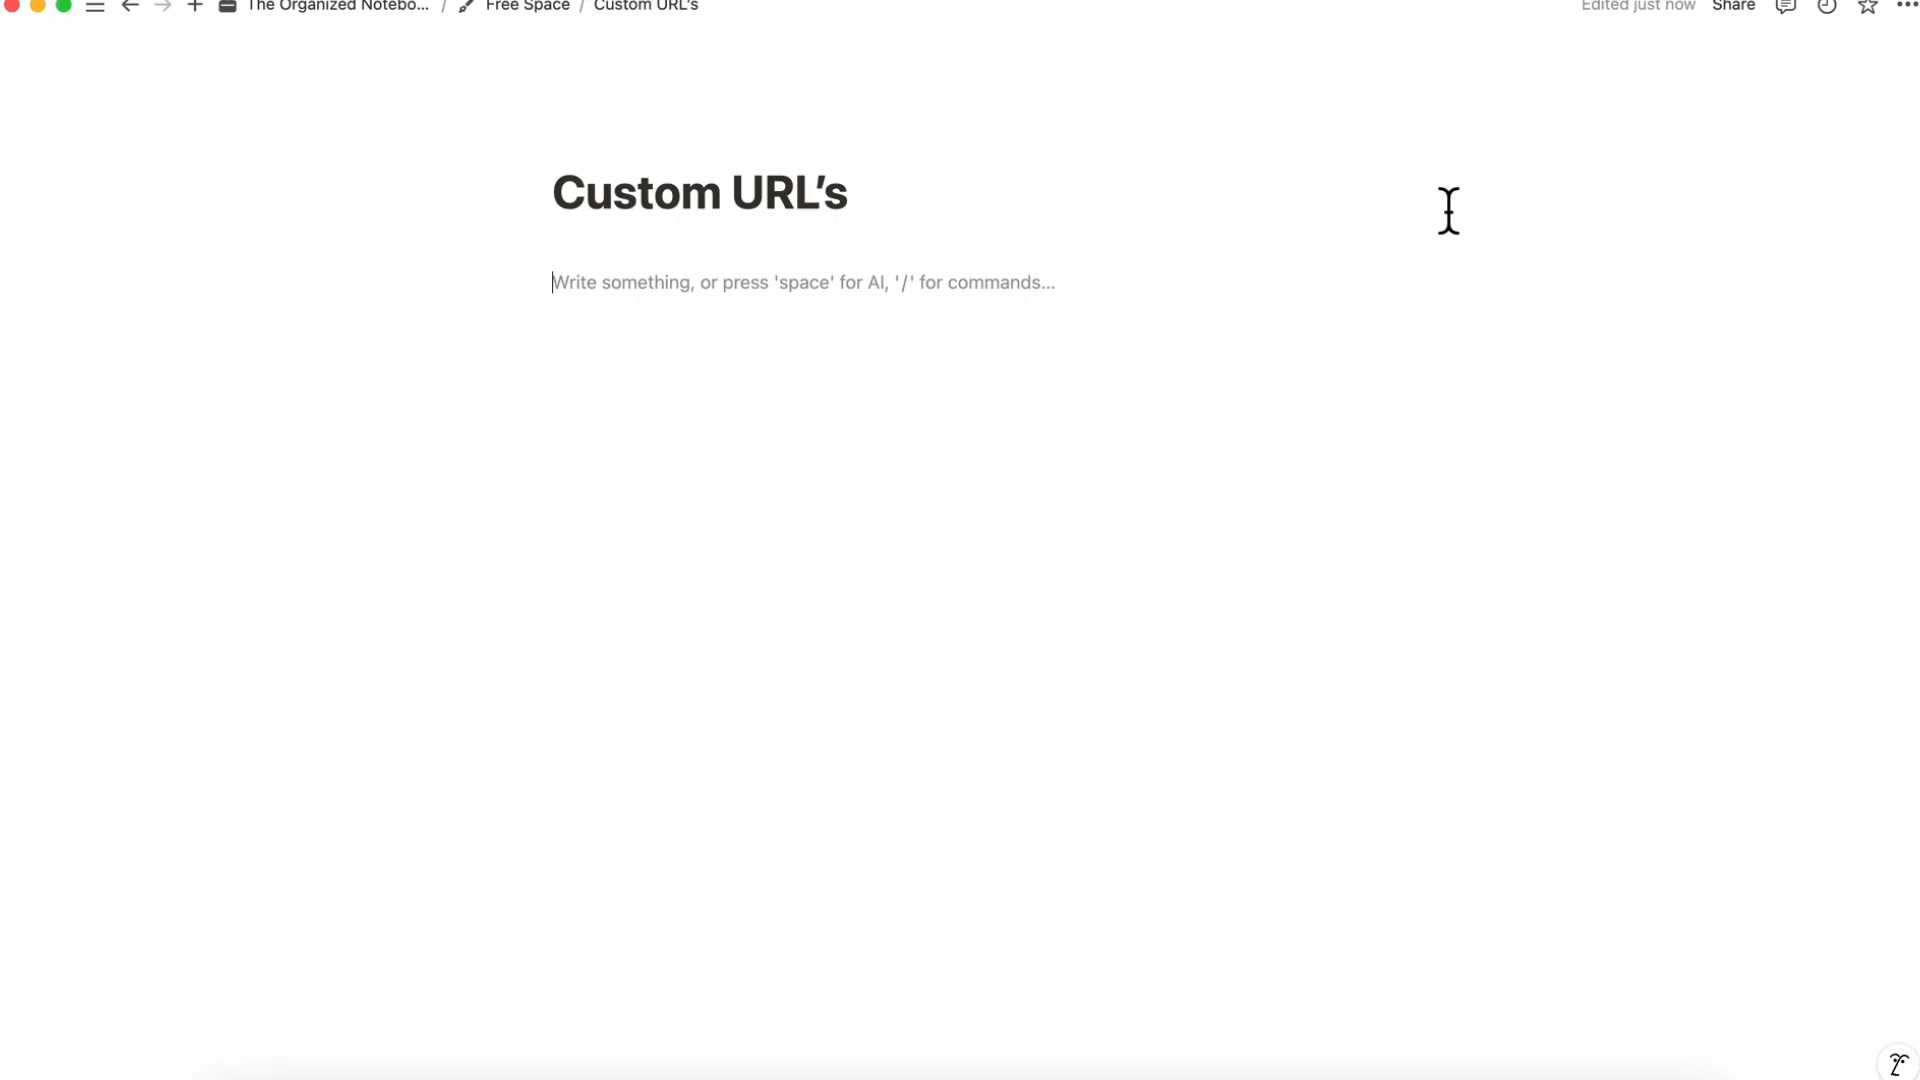 The Organized Notebo... / Free Space / Custom URL's Edited just now Share
Custom URL’s
Write something, or press 'space' for AI, '/' for commands...